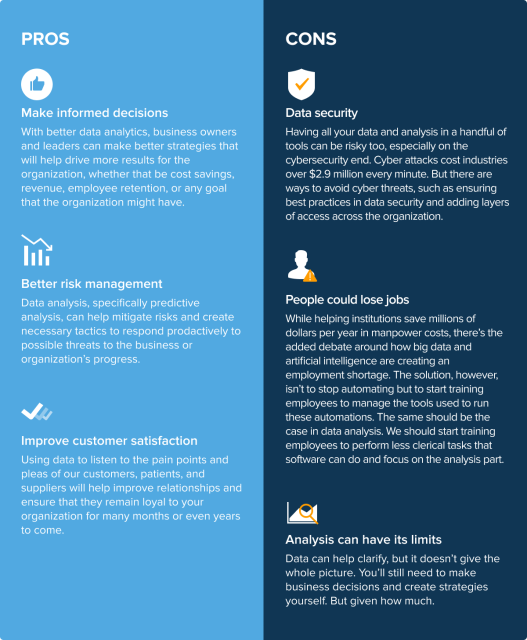 PROS
Make informed decisions
With better data analytics, business owners
and leaders can make better strategies that
will help drive more results for the
organization, whether that be cost savings,
revenue, employee retention, or any goal
that the organization might have.
Better risk management
Data analysis, specifically predictive
analysis, can help mitigate risks and create
necessary tactics to respond prodactively to
possible threats to the business or
organization’s progress.
Improve customer satisfaction
Using data to listen to the pain points and
pleas of our customers, patients, and
suppliers will help improve relationships and
ensure that they remain loyal to your
organization for many months or even years
to come.
CONS
Data security
Having all your data and analysis in a handful of
tools can be risky too, especially on the
cybersecurity end. Cyber attacks cost industries
over $2.9 million every minute. But there are
ways to avoid cyber threats, such as ensuring
best practices in data security and adding layers
of access across the organization.
People could lose jobs
While helping institutions save millions of
dollars per year in manpower costs, there’s the
added debate around how big data and
artificial intelligence are creating an
employment shortage. The solution, however,
isn’t to stop automating but to start training
employees to manage the tools used to run
these automations. The same should be the
case in data analysis. We should start training
employees to perform less clerical tasks that
software can do and focus on the analysis part.
Analysis can have its limits
Data can help clarify, but it doesn’t give the
whole picture. You’ll still need to make
business decisions and create strategies
yourself. But given how much.